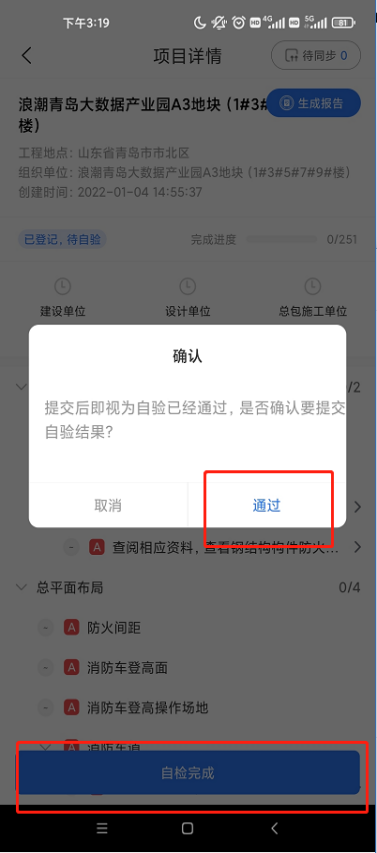 下午3:19
HD 4G HD 5G 81
项目详情
待同步 0
浪潮青岛大数据产业园A3地块（1#3#
生成报告
楼）
工程地点：山东省青岛市市北区
组织单位：浪潮青岛大数据产业园A3地块（1#3#5#7#9#楼）
创建时间：2022-01-04 14:55:37
已登记，待自验
完成进度
0/251
建设单位
设计单位
总包施工单位
确认
/2
提交后即视为自验已经通过，是否确认要提交
自验结果？
取消
通过
- A 查阅相应资料，查看钢结构构件防火...
总平面布局
0/4
- A 防火间距
- A 消防车登高面
- A 消防车登高操作场地
A 消防车道
自检完成